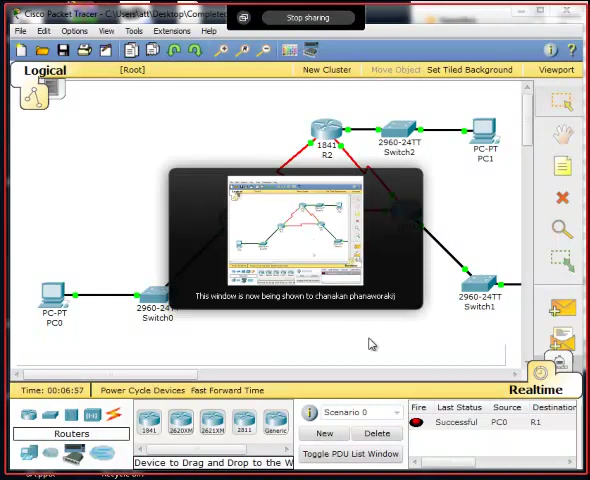 Cisco Packet Tracer - C:\Users\att\Desktop\Complete
Stop sharing
File Edit Options View Tools Extensions Help
Logical [Root] New Cluster Move Object Set Tiled Background Viewport
1841
R2
2960-24TT
Switch2
PC-PT
PC1
This window is now being shown to chanakan phanaworakij
PC-PT
PC0
2960-24TT
Switch0
2960-24TT
Switch1
Time: 00:06:57 Power Cycle Devices Fast Forward Time Realtime
Routers
1841 2620XM 2621XM 2811 Generic
Device to Drag and Drop to the W
Scenario 0
New Delete
Toggle PDU List Window
Fire Last Status Source Destination
Successful PC0 R1